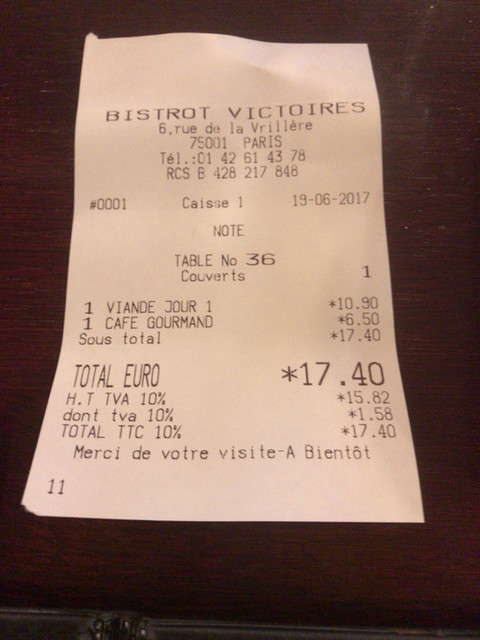 BISTROT VICTOIRES
6,rue de la Vrillère
75001 PARIS
Tél.:01 42 61 43 78
RCS B 428 217 848
#0001 Caisse 1 19-06-2017
NOTE
TABLE No 36
Couverts 1
1 VIANDE JOUR 1 *10.90
1 CAFE GOURMAND *6.50
Sous total *17.40
TOTAL EURO *17.40
H.T TVA 10% *15.82
dont tva 10% *1.58
TOTAL TTC 10% *17.40
Merci de votre visite-A Bientôt
11